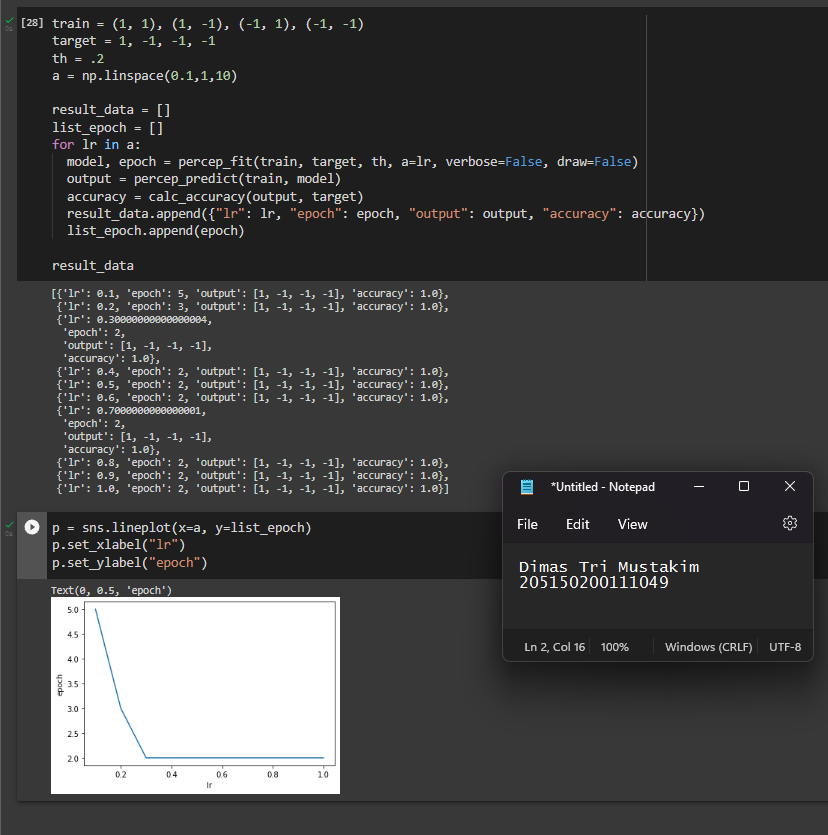 [28] train = (1, 1), (1, -1), (-1, 1), (-1, -1)
target = 1, -1, -1, -1
th = .2
a = np.linspace(0.1,1,10)
result_data = []
list_epoch = []
for lr in a:
model, epoch = percep_fit(train, target, th, a=lr, verbose=False, draw=False)
output = percep_predict(train, model)
accuracy = calc_accuracy(output, target)
result_data.append({"lr": lr, "epoch": epoch, "output": output, "accuracy": accuracy})
list_epoch.append(epoch)
result_data
[{'lr': 0.1, 'epoch': 5, 'output': [1, -1, -1, -1], 'accuracy': 1.0},
{'lr': 0.2, 'epoch': 3, 'output': [1, -1, -1, -1], 'accuracy': 1.0},
{'lr': 0.30000000000000004,
'epoch': 2,
'output': [1, -1, -1, -1],
'accuracy': 1.0},
{'lr': 0.4, 'epoch': 2, 'output': [1, -1, -1, -1], 'accuracy': 1.0},
{'lr': 0.5, 'epoch': 2, 'output': [1, -1, -1, -1], 'accuracy': 1.0},
{'lr': 0.6, 'epoch': 2, 'output': [1, -1, -1, -1], 'accuracy': 1.0},
{'lr': 0.7000000000000001,
'epoch': 2,
'output': [1, -1, -1, -1],
'accuracy': 1.0},
{'lr': 0.8, 'epoch': 2, 'output': [1, -1, -1, -1], 'accuracy': 1.0},
{'lr': 0.9, 'epoch': 2, 'output': [1, -1, -1, -1], 'accuracy': 1.0},
{'lr': 1.0, 'epoch': 2, 'output': [1, -1, -1, -1], 'accuracy': 1.0}]
p = sns.lineplot(x=a, y=list_epoch)
p.set_xlabel("lr")
p.set_ylabel("epoch")
Text(0, 0.5, 'epoch')
5.0
4.5
4.0
3.5
3.0
2.5
2.0
epoch
0.2 0.4 0.6 0.8 1.0
lr
*Untitled - Notepad
File Edit View
Dimas Tri Mustakim
205150200111049
Ln 2, Col 16 100% Windows (CRLF) UTF-8